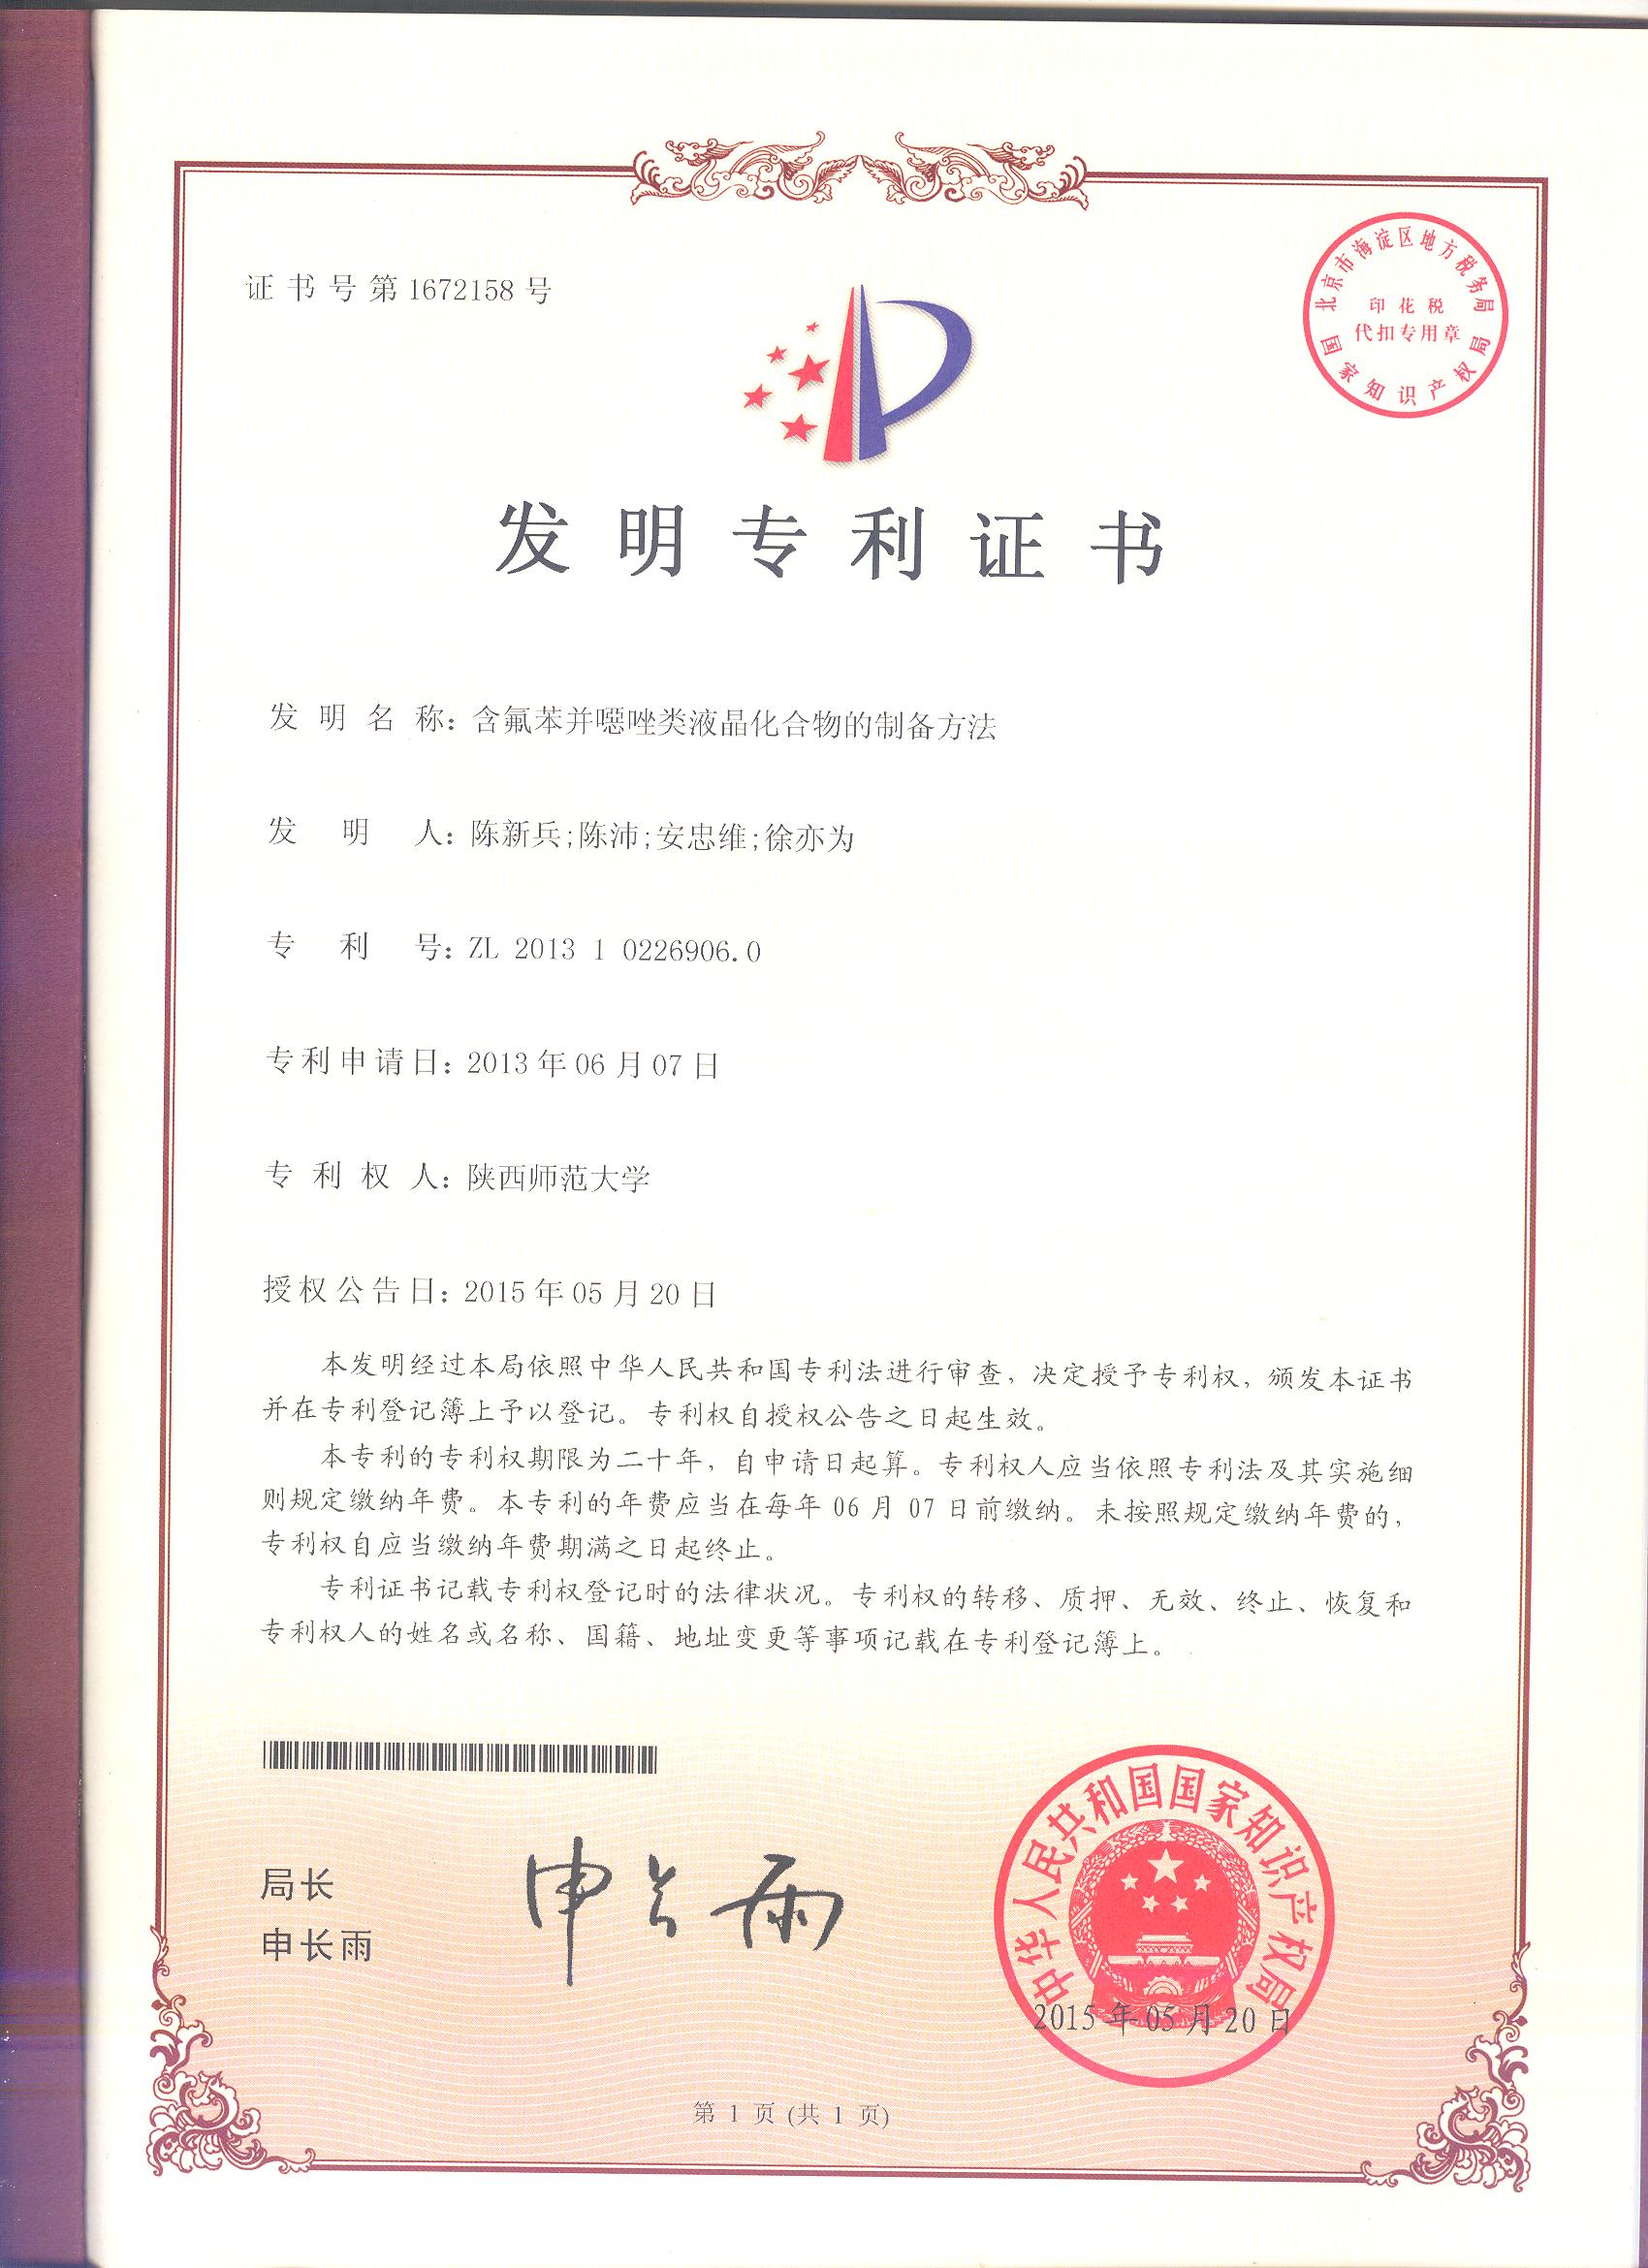 证书号第1672158号
北京市海淀区地方税务局
印花税
代扣专用章
国家知识产权局
发明专利证书
发明名称：含氟苯并噁唑类液晶化合物的制备方法
发明人：陈新兵;陈沛;安忠维;徐亦为
专利号：ZL 2013 1 0226906.0
专利申请日：2013年06月07日
专利权人：陕西师范大学
授权公告日：2015年05月20日
本发明经过本局依照中华人民共和国专利法进行审查，决定授予专利权，颁发本证书
并在专利登记簿上予以登记。专利权自授权公告之日起生效。
本专利的专利权期限为二十年，自申请日起算。专利权人应当依照专利法及其实施细
则规定缴纳年费。本专利的年费应当在每年06月07日前缴纳。未按照规定缴纳年费的，
专利权自应当缴纳年费期满之日起终止。
专利证书记载专利权登记时的法律状况。专利权的转移、质押、无效、终止、恢复和
专利权人的姓名或名称、国籍、地址变更等事项记载在专利登记簿上。
局长
申长雨
申长雨
中华人民共和国国家知识产权局
2015年05月20日
第1页(共1页)